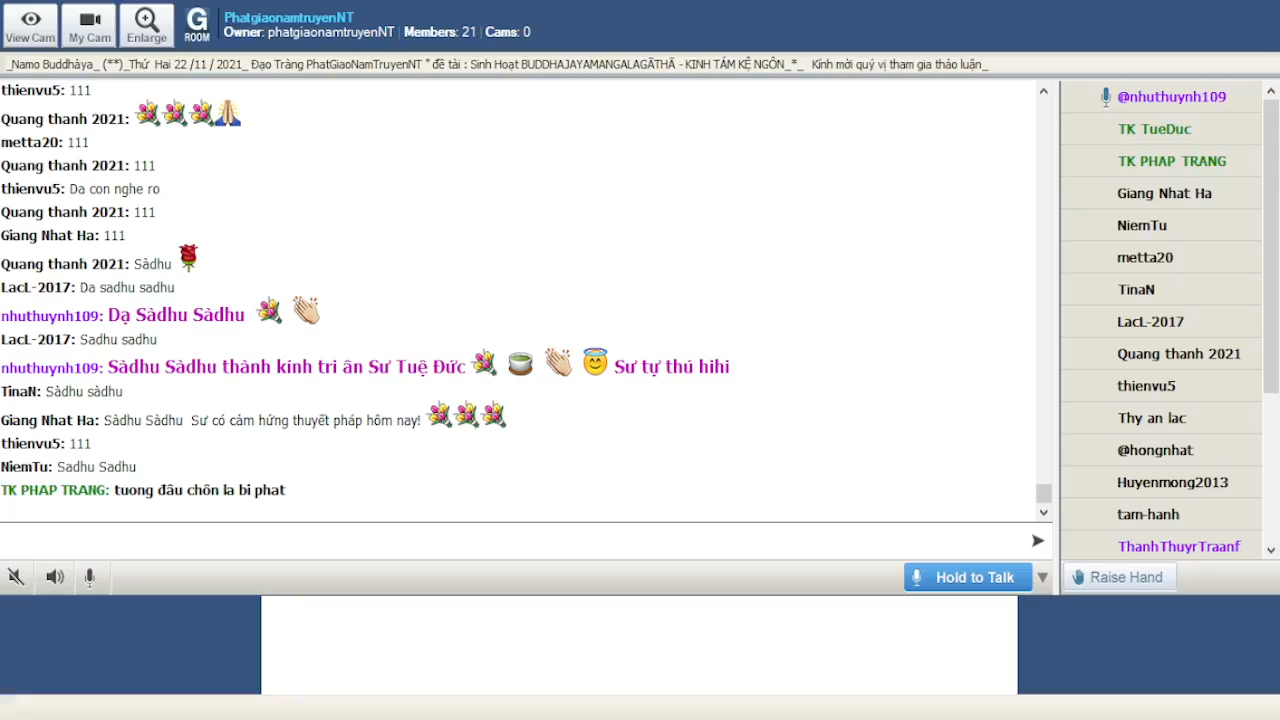 View Cam
My Cam
Enlarge
G
ROOM
PhatgiaonamtruyenNT
Owner: phatgiaonamtruyenNT | Members: 21 | Cams: 0
_Namo Buddhàya_ (**)_Thứ Hai 22 /11 / 2021_ Đạo Tràng PhatGiaoNamTruyenNT * đề tài : Sinh Hoạt BUDDHAJAYAMANGALAGĀTHĀ - KINH TÁM KỆ NGÔN_*_ Kính mời quý vị tham gia thảo luận_
thienvu5: 111
Quang thanh 2021:
metta20: 111
Quang thanh 2021: 111
thienvu5: Da con nghe ro
Quang thanh 2021: 111
Giang Nhat Ha: 111
Quang thanh 2021: Sàdhu
LacL-2017: Da sadhu sadhu
nhuthuynh109: Dạ Sàdhu Sàdhu
LacL-2017: Sadhu sadhu
nhuthuynh109: Sàdhu Sàdhu thành kính tri ân Sư Tuệ Đức Sư tự thú hihi
TinaN: Sàdhu sàdhu
Giang Nhat Ha: Sàdhu Sàdhu Sư có cảm hứng thuyết pháp hôm nay!
thienvu5: 111
NiemTu: Sadhu Sadhu
TK PHAP TRANG: tuong đâu chôn la bi phat
@nhuthuynh109
TK TueDuc
TK PHAP TRANG
Giang Nhat Ha
NiemTu
metta20
TinaN
LacL-2017
Quang thanh 2021
thienvu5
Thy an lac
@hongnhat
Huyenmong2013
tam-hanh
ThanhThuyrTraanf
Hold to Talk
Raise Hand